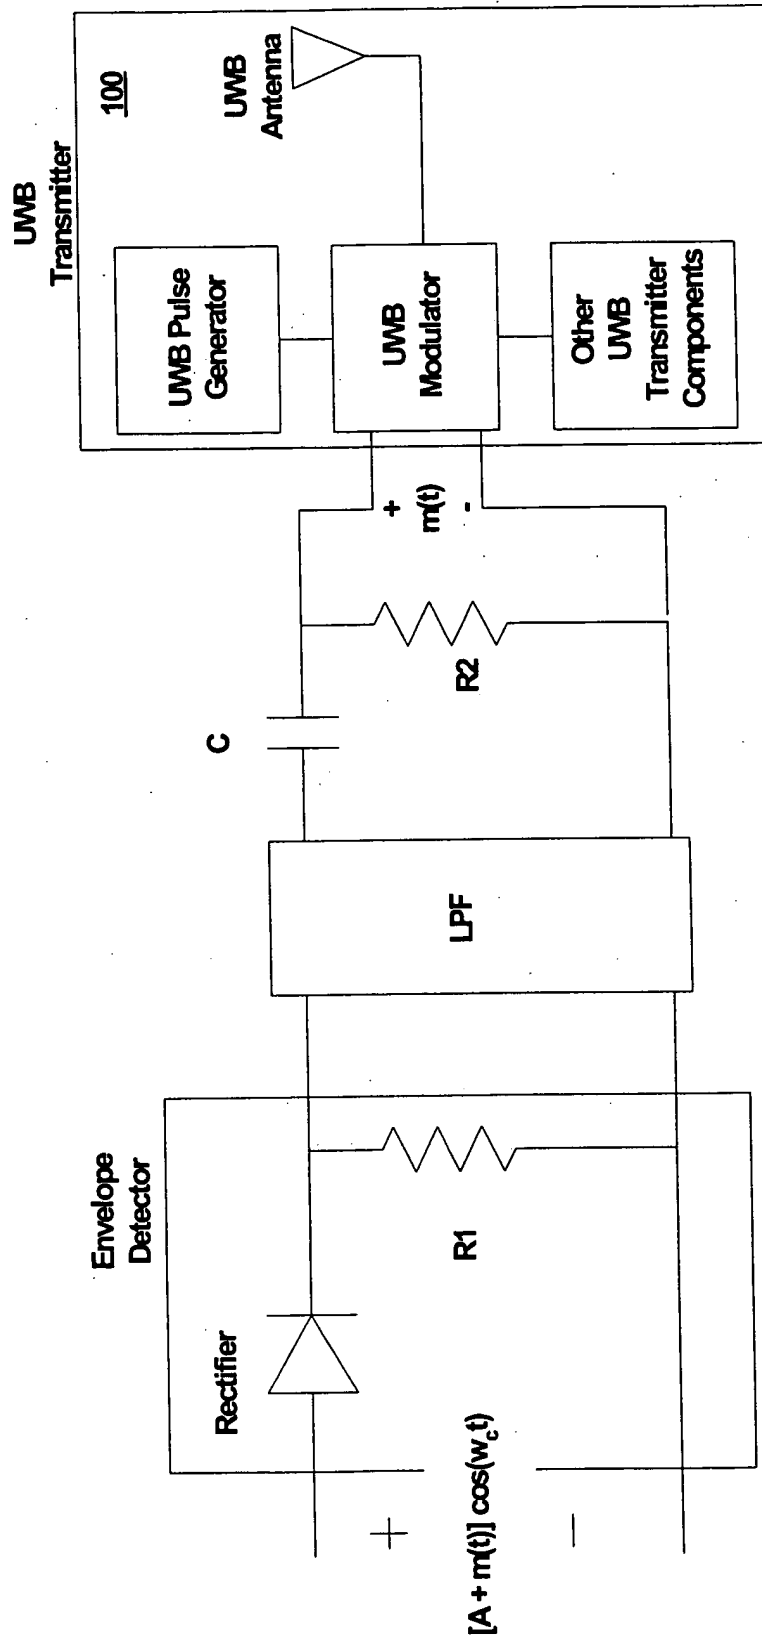 [A + m(t)] cos(w_c t)
+
−
Envelope
Detector
Rectifier
R1
LPF
C
R2
+
m(t)
-
UWB
Transmitter
100
UWB Pulse
Generator
UWB
Antenna
UWB
Modulator
Other
UWB
Transmitter
Components